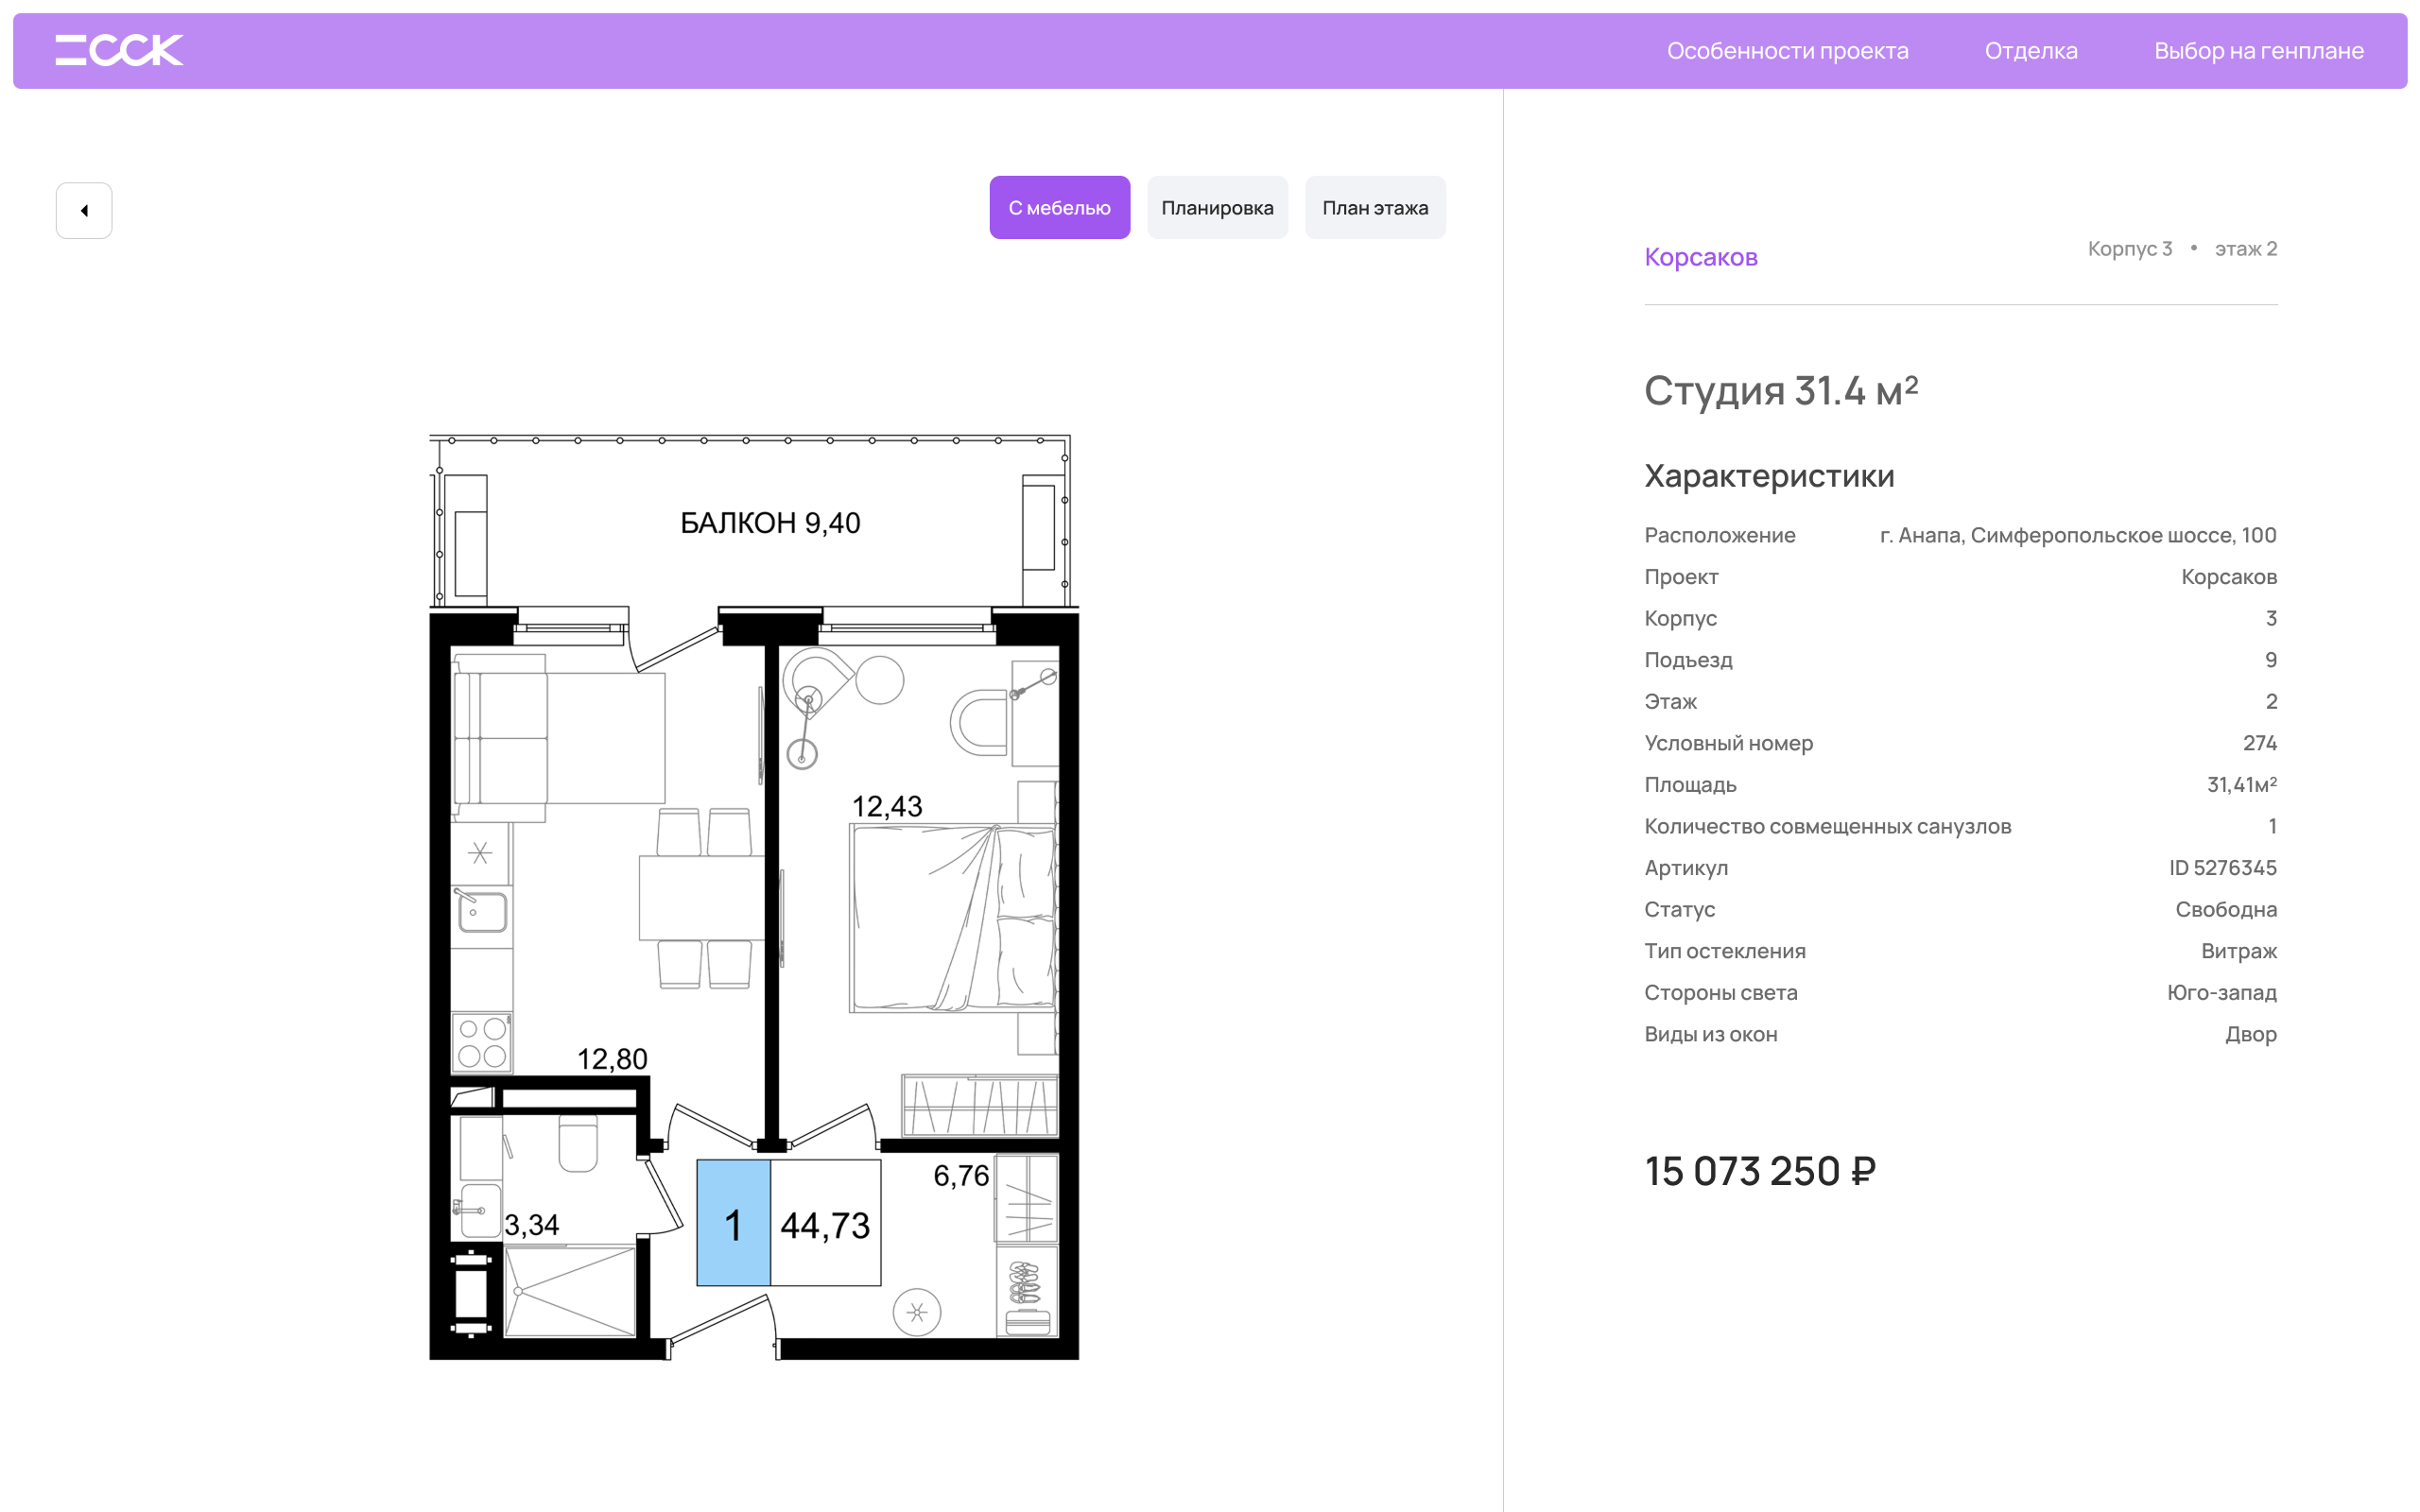 ССК
Особенности проекта
Отделка
Выбор на генплане
С мебелью
Планировка
План этажа
БАЛКОН 9,40
12,43
12,80
6,76
3,34
1
44,73
Корсаков
Корпус 3 • этаж 2
Студия 31.4 м²
Характеристики
Расположение г. Анапа, Симферопольское шоссе, 100
Проект Корсаков
Корпус 3
Подъезд 9
Этаж 2
Условный номер 274
Площадь 31,41м²
Количество совмещенных санузлов 1
Артикул ID 5276345
Статус Свободна
Тип остекления Витраж
Стороны света Юго-запад
Виды из окон Двор
15 073 250 ₽